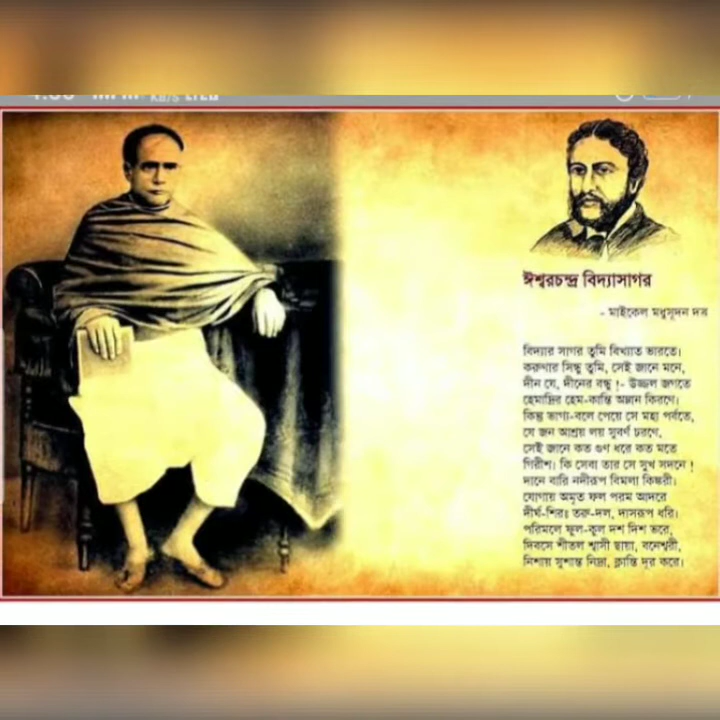 ঈশ্বরচন্দ্র বিদ্যাসাগর
- মাইকেল মধুসূদন দত্ত
বিদ্যার সাগর তুমি বিখ্যাত ভারতে।
করুণার সিন্ধু তুমি, সেই জানে মনে,
দীন যে, দীনের বন্ধু !- উজ্জল জগতে
হেমাদ্রির হেম-কান্তি অম্লান কিরণে।
কিন্তু ভাগ্য-বলে পেয়ে সে মহা পর্বতে,
যে জন আশ্রয় লয় সুবর্ণ চরণে,
সেই জানে কত গুণ ধরে কত মতে
গিরীশ। কি সেবা তার সে সুখ সদনে !
দানে বারি নদীরূপ বিমলা কিঙ্করী।
যোগায় অমৃত ফল পরম আদরে
দীর্ঘ-শিরঃ তরু-দল, দাসরূপ ধরি।
পরিমলে ফুল-কুল দশ দিশ ভরে,
দিবসে শীতল শ্বাসী ছায়া, বনেশ্বরী,
নিশায় সুশান্ত নিদ্রা, ক্লান্তি দূর করে।